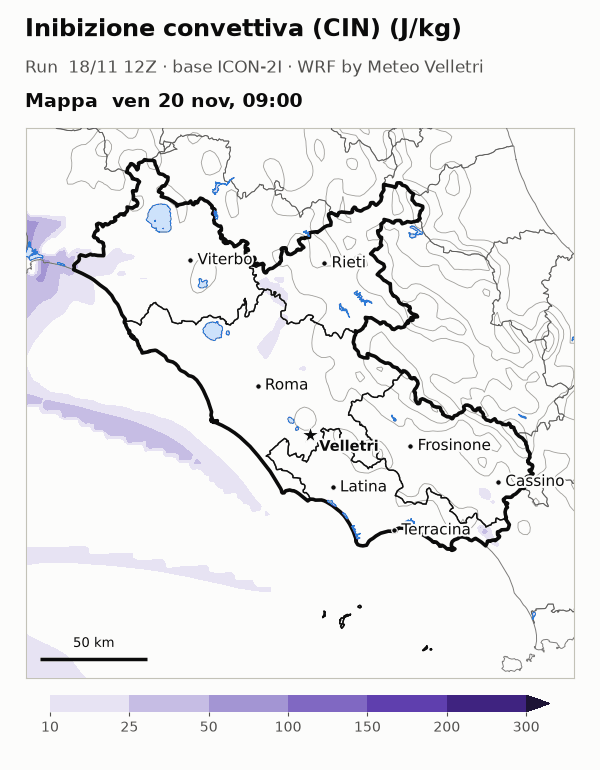 Inibizione convettiva (CIN) (J/kg)
Run  18/11 12Z · base ICON-2I · WRF by Meteo Velletri
Mappa  ven 20 nov, 09:00
Viterbo
Rieti
Roma
Velletri
Frosinone
Cassino
Latina
Terracina
50 km
10 25 50 100 150 200 300